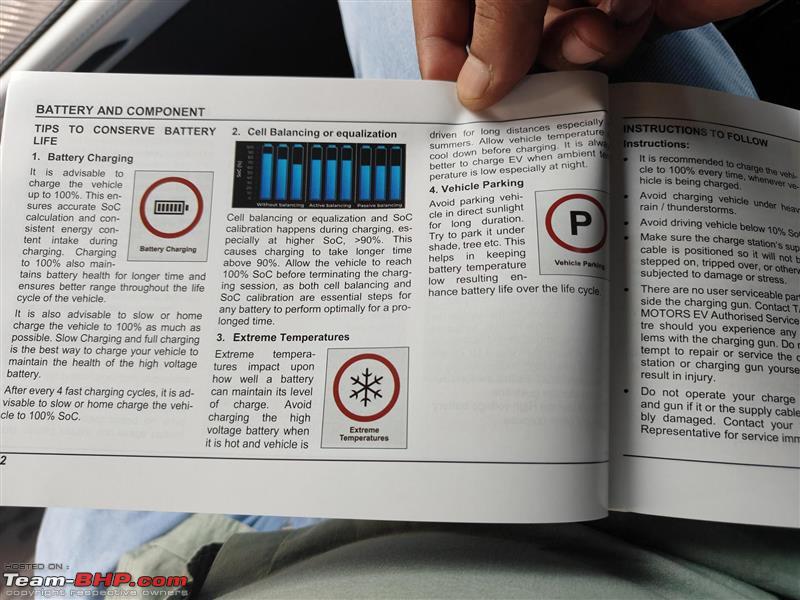 BATTERY AND COMPONENT
TIPS TO CONSERVE BATTERY
LIFE
1. Battery Charging
It is advisable to
charge the vehicle
up to 100%. This en-
sures accurate SoC
calculation and con-
sistent energy con-
tent intake during
charging. Charging
to 100% also main-
tains battery health for longer time and
ensures better range throughout the life
cycle of the vehicle.
Battery Charging
It is also advisable to slow or home
charge the vehicle to 100% as much as
possible. Slow Charging and full charging
is the best way to charge your vehicle to
maintain the health of the high voltage
battery.
After every 4 fast charging cycles, it is ad-
visable to slow or home charge the vehi-
cle to 100% SoC.
2. Cell Balancing or equalization
SoC (%)
Without balancing Active balancing Passive balancing
Cell balancing or equalization and SoC
calibration happens during charging, es-
pecially at higher SoC, >90%. This
causes charging to take longer time
above 90%. Allow the vehicle to reach
100% SoC before terminating the charg-
ing session, as both cell balancing and
SoC calibration are essential steps for
any battery to perform optimally for a pro-
longed time.
3. Extreme Temperatures
Extreme tempera-
tures impact upon
how well a battery
can maintain its level
of charge. Avoid
charging the high
voltage battery when
it is hot and vehicle is
Extreme
Temperatures
driven for long distances especially
summers. Allow vehicle temperature
cool down before charging. It is
better to charge EV when ambient
perature is low especially at night.
4. Vehicle Parking
Avoid parking vehi-
cle in direct sunlight
for long duration.
Try to park it under
shade, tree etc. This
helps in keeping
battery temperature
low resulting en-
hance battery life over the life cycle.
P
Vehicle Parking
2
INSTRUCTIONS TO FOLLOW
Instructions:
• It is recommended to charge the vehi-
cle to 100% every time, whenever ve-
hicle is being charged.
• Avoid charging vehicle under
rain / thunderstorms.
• Avoid driving vehicle below 10%
• Make sure the charge station's
cable is positioned so it will not
stepped on, tripped over, or
subjected to damage or stress.
• There are no user serviceable
side the charging gun. Contact
MOTORS EV Authorised Service
tre should you experience any
lems with the charging gun. Do
tempt to repair or service the
station or charging gun
result in injury.
• Do not operate your charge
and gun if it or the supply cable
bly damaged. Contact your
Representative for service
HOSTED ON :
Team-BHP.com
copyright respective owners